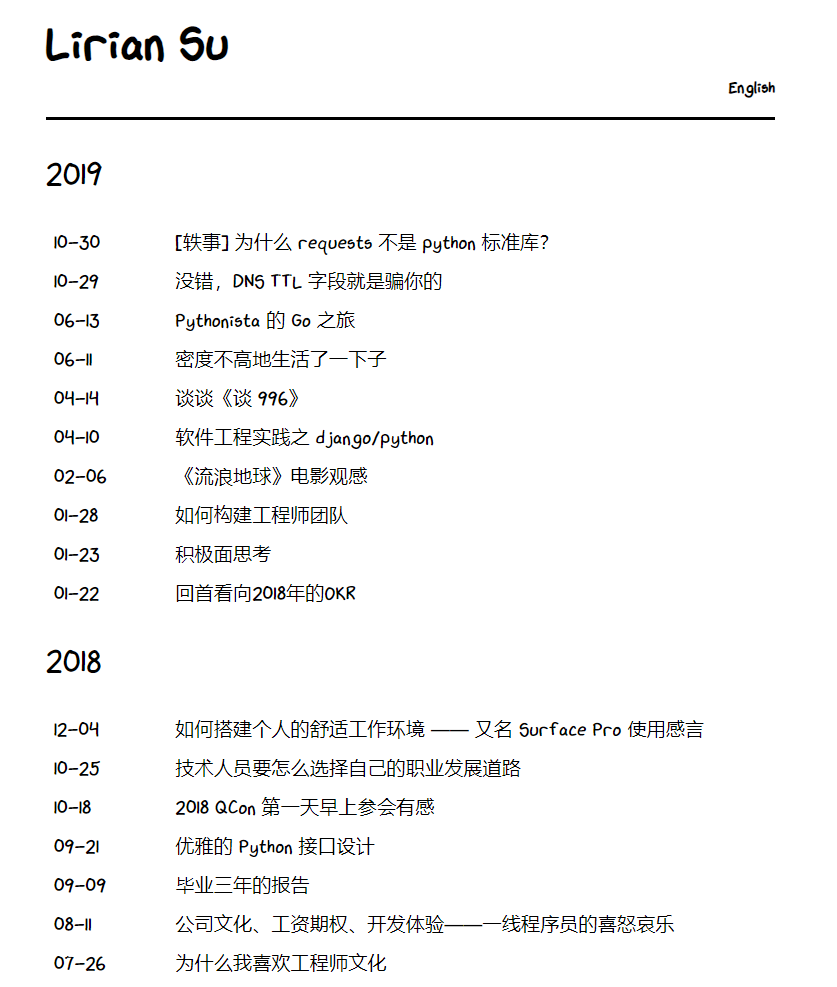 Lirian Su
English
2019
10-30 [轶事] 为什么 requests 不是 python 标准库？
10-29 没错，DNS TTL 字段就是骗你的
06-13 Pythonista 的 Go 之旅
06-11 密度不高地生活了一下子
04-14 谈谈《谈 996》
04-10 软件工程实践之 django/python
02-06 《流浪地球》电影观感
01-28 如何构建工程师团队
01-23 积极面思考
01-22 回首看向2018年的OKR
2018
12-04 如何搭建个人的舒适工作环境 —— 又名 Surface Pro 使用感言
10-25 技术人员要怎么选择自己的职业发展道路
10-18 2018 QCon 第一天早上参会有感
09-21 优雅的 Python 接口设计
09-09 毕业三年的报告
08-11 公司文化、工资期权、开发体验——一线程序员的喜怒哀乐
07-26 为什么我喜欢工程师文化